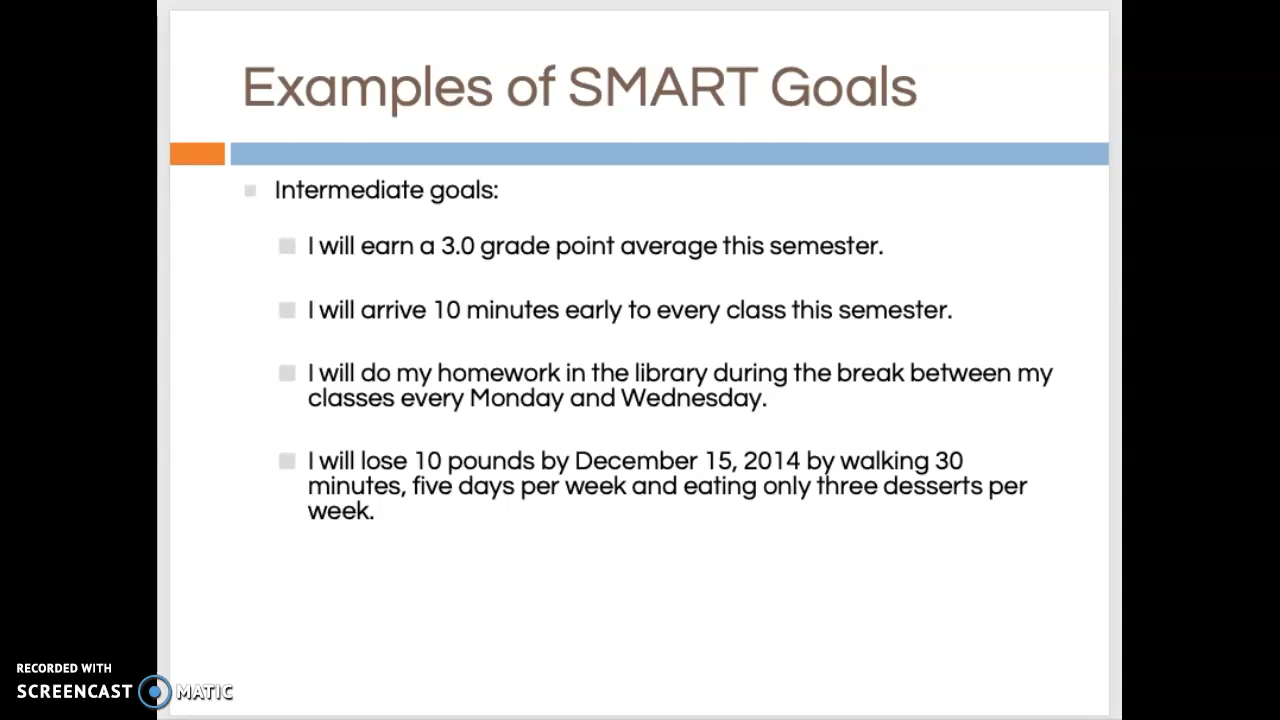 Examples of SMART Goals
Intermediate goals:
I will earn a 3.0 grade point average this semester.
I will arrive 10 minutes early to every class this semester.
I will do my homework in the library during the break between my
classes every Monday and Wednesday.
I will lose 10 pounds by December 15, 2014 by walking 30
minutes, five days per week and eating only three desserts per
week.
RECORDED WITH
SCREENCAST MATIC